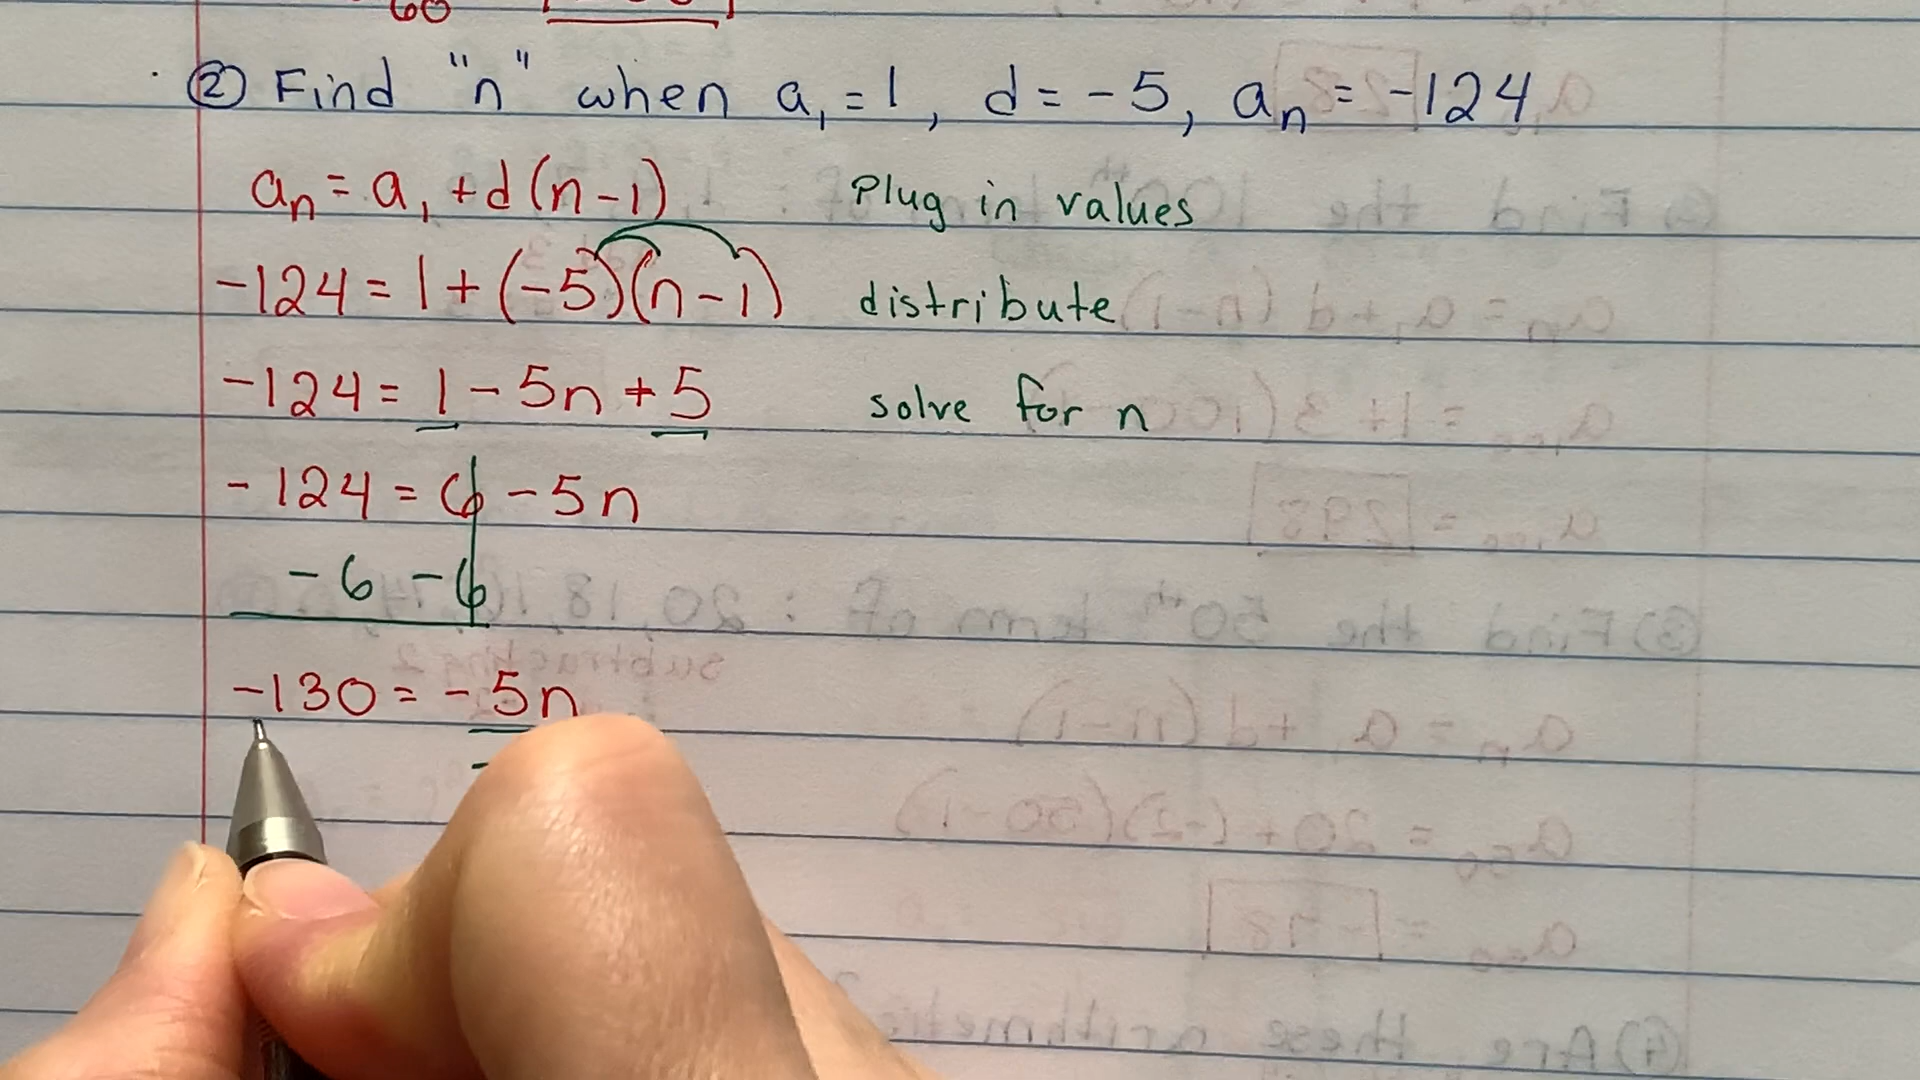 60
② Find "n" when a₁ = 1, d = -5, aₙ = -124
aₙ = a₁ + d(n-1) Plug in values
-124 = 1 + (-5)(n-1) distribute
-124 = 1 - 5n + 5 solve for n
-124 = 6 - 5n
-6 -6
-130 = -5n
-